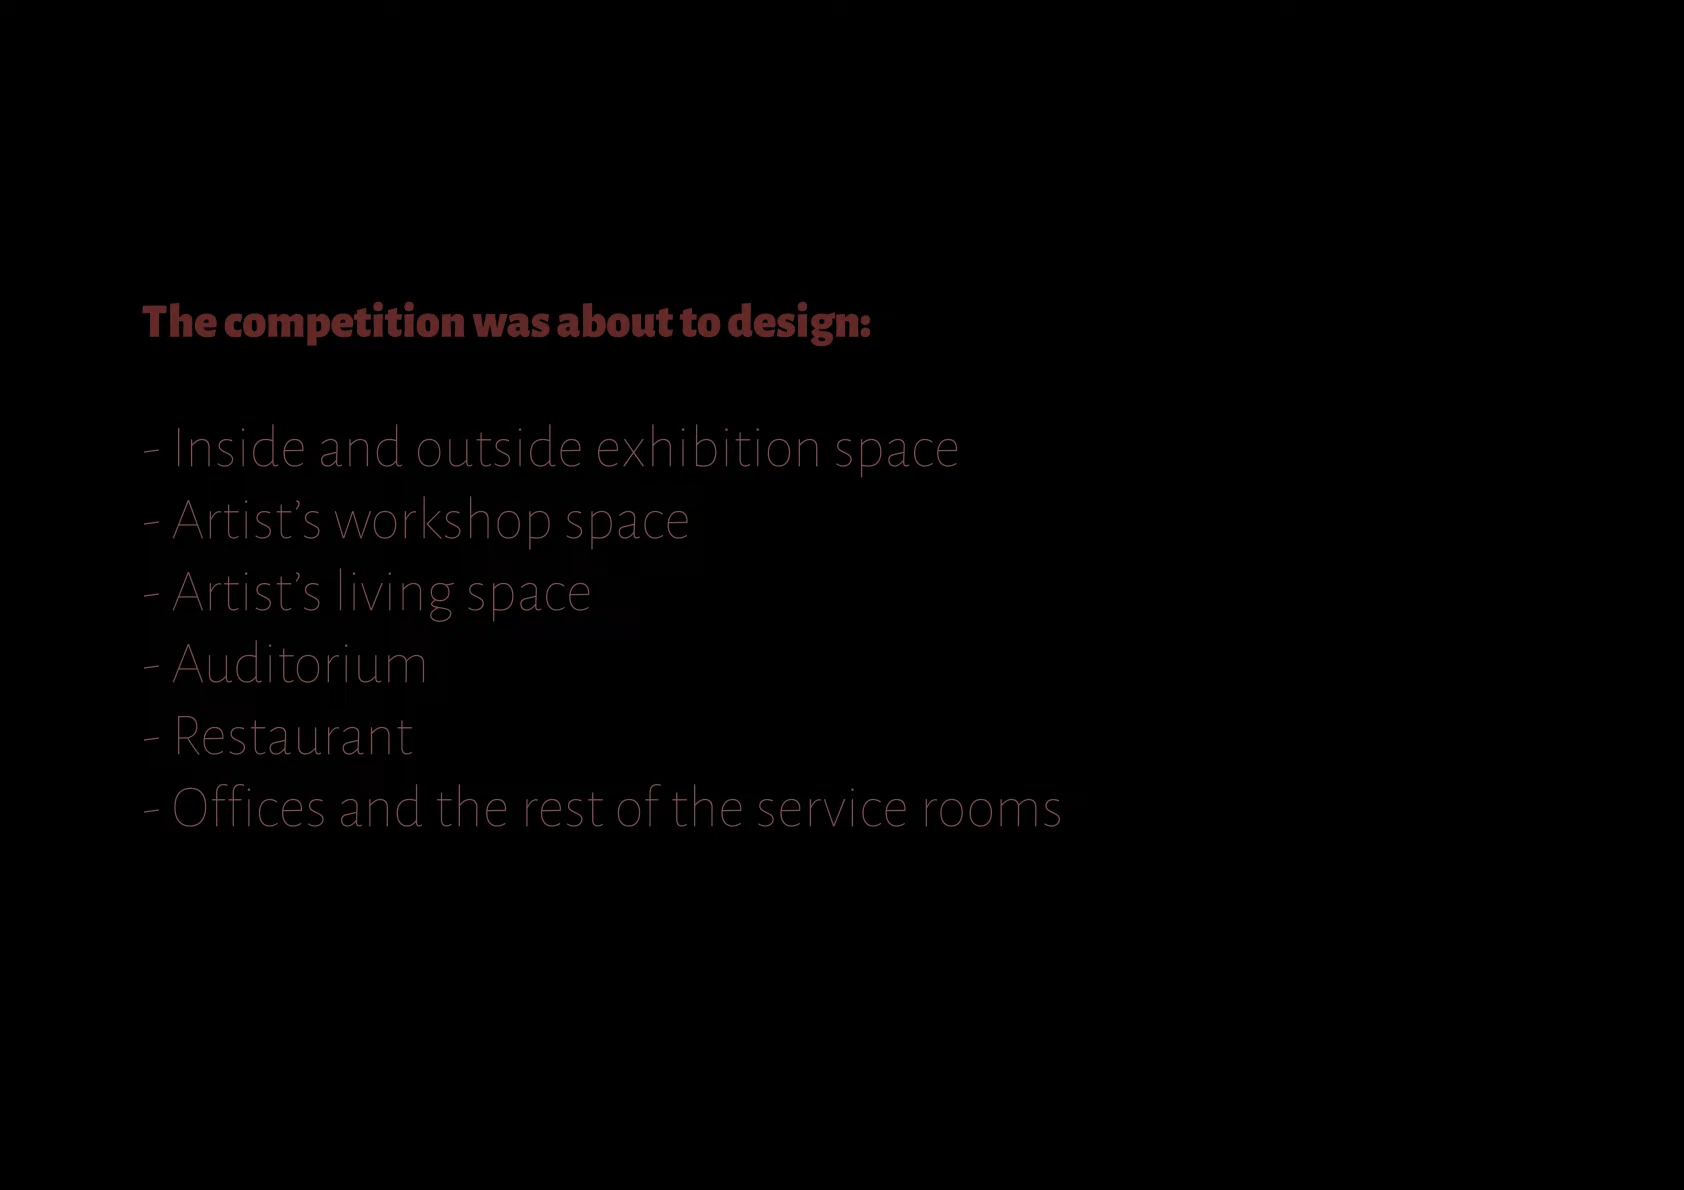 The competition was about to design:
- Inside and outside exhibition space
- Artist’s workshop space
- Artist’s living space
- Auditorium
- Restaurant
- Offices and the rest of the service rooms